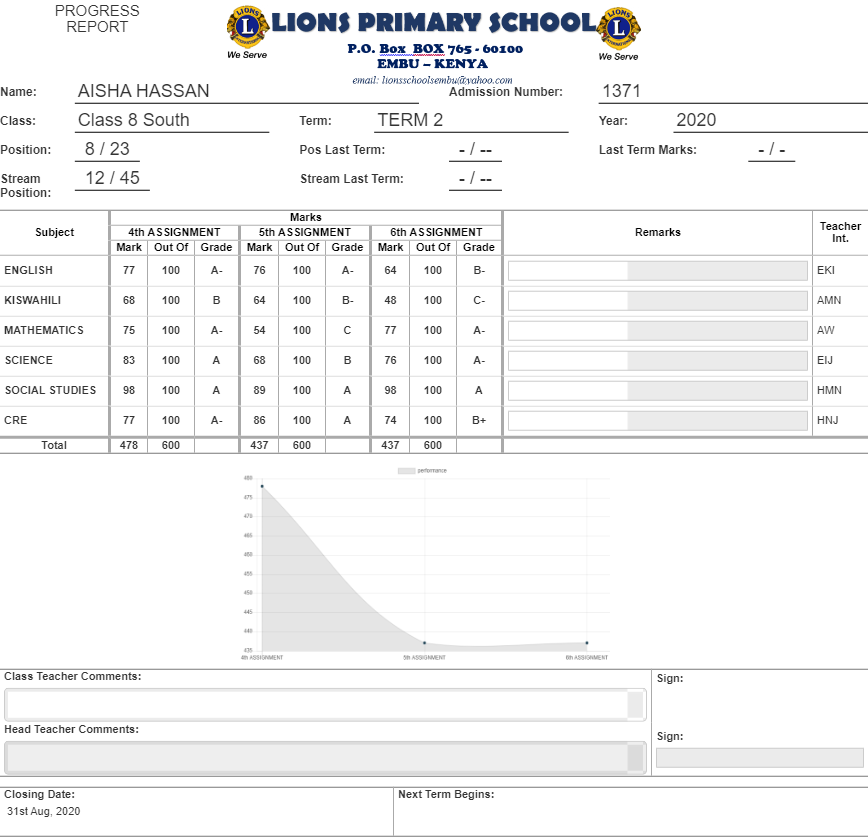 PROGRESS
REPORT
LIONS PRIMARY SCHOOL
We Serve
We Serve
P.O. Box BOX 765 - 60100
EMBU – KENYA
email: lionsschoolsembu@yahoo.com
Name: AISHA HASSAN Admission Number: 1371
Class: Class 8 South Term: TERM 2 Year: 2020
Position: 8 / 23 Pos Last Term: - / -- Last Term Marks: - / -
Stream Position: 12 / 45 Stream Last Term: - / --
Marks
Subject 4th ASSIGNMENT 5th ASSIGNMENT 6th ASSIGNMENT Remarks Teacher Int.
Mark Out Of Grade Mark Out Of Grade Mark Out Of Grade
ENGLISH 77 100 A- 76 100 A- 64 100 B- EKI
KISWAHILI 68 100 B 64 100 B- 48 100 C- AMN
MATHEMATICS 75 100 A- 54 100 C 77 100 A- AW
SCIENCE 83 100 A 68 100 B 76 100 A- EIJ
SOCIAL STUDIES 98 100 A 89 100 A 98 100 A HMN
CRE 77 100 A- 86 100 A 74 100 B+ HNJ
Total 478 600 437 600 437 600
performance
480
475
470
465
460
455
450
445
440
435
4th ASSIGNMENT 5th ASSIGNMENT 6th ASSIGNMENT
Class Teacher Comments: Sign:
Head Teacher Comments: Sign:
Closing Date: Next Term Begins:
31st Aug, 2020